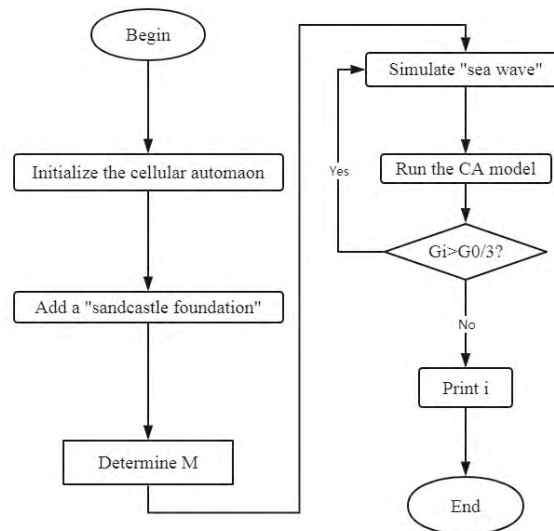 Begin
Initialize the cellular automaon
Add a "sandcastle foundation"
Determine M
Simulate "sea wave"
Yes
Run the CA model
Gi>G0/3?
No
Print i
End